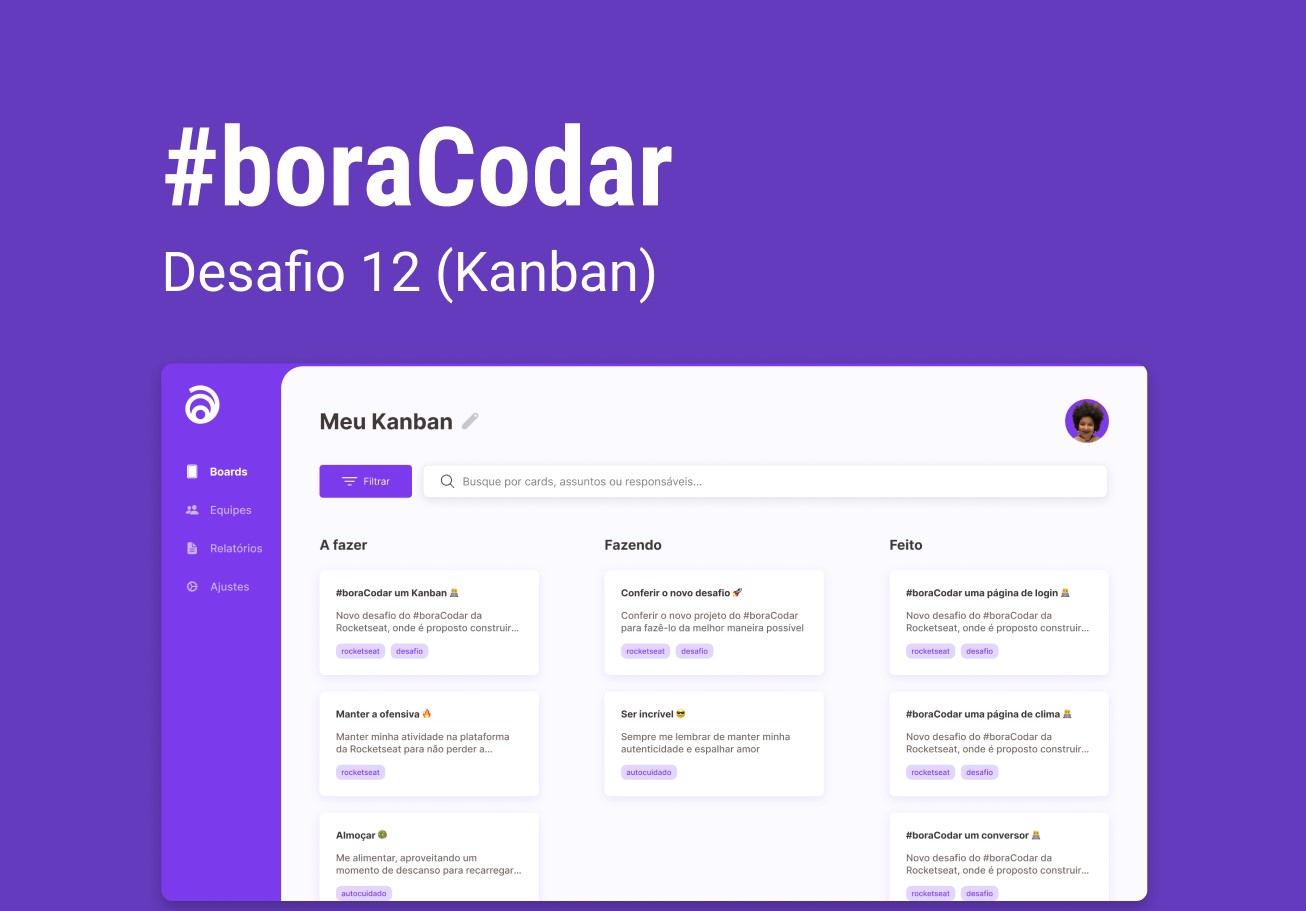 #boraCodar
Desafio 12 (Kanban)
Meu Kanban
Boards
Equipes
Relatórios
Ajustes
Filtrar
Busque por cards, assuntos ou responsáveis...
A fazer
#boraCodar um Kanban 🧑‍💻
Novo desafio do #boraCodar da
Rocketseat, onde é proposto construir...
rocketseat desafio
Manter a ofensiva 🔥
Manter minha atividade na plataforma
da Rocketseat para não perder a...
rocketseat
Almoçar 🥗
Me alimentar, aproveitando um
momento de descanso para recarregar...
autocuidado
Fazendo
Conferir o novo desafio 🚀
Conferir o novo projeto do #boraCodar
para fazê-lo da melhor maneira possível
rocketseat desafio
Ser incrível 😎
Sempre me lembrar de manter minha
autenticidade e espalhar amor
autocuidado
Feito
#boraCodar uma página de login 🧑‍💻
Novo desafio do #boraCodar da
Rocketseat, onde é proposto construir...
rocketseat desafio
#boraCodar uma página de clima 🧑‍💻
Novo desafio do #boraCodar da
Rocketseat, onde é proposto construir...
rocketseat desafio
#boraCodar um conversor 🧑‍💻
Novo desafio do #boraCodar da
Rocketseat, onde é proposto construir...
rocketseat desafio